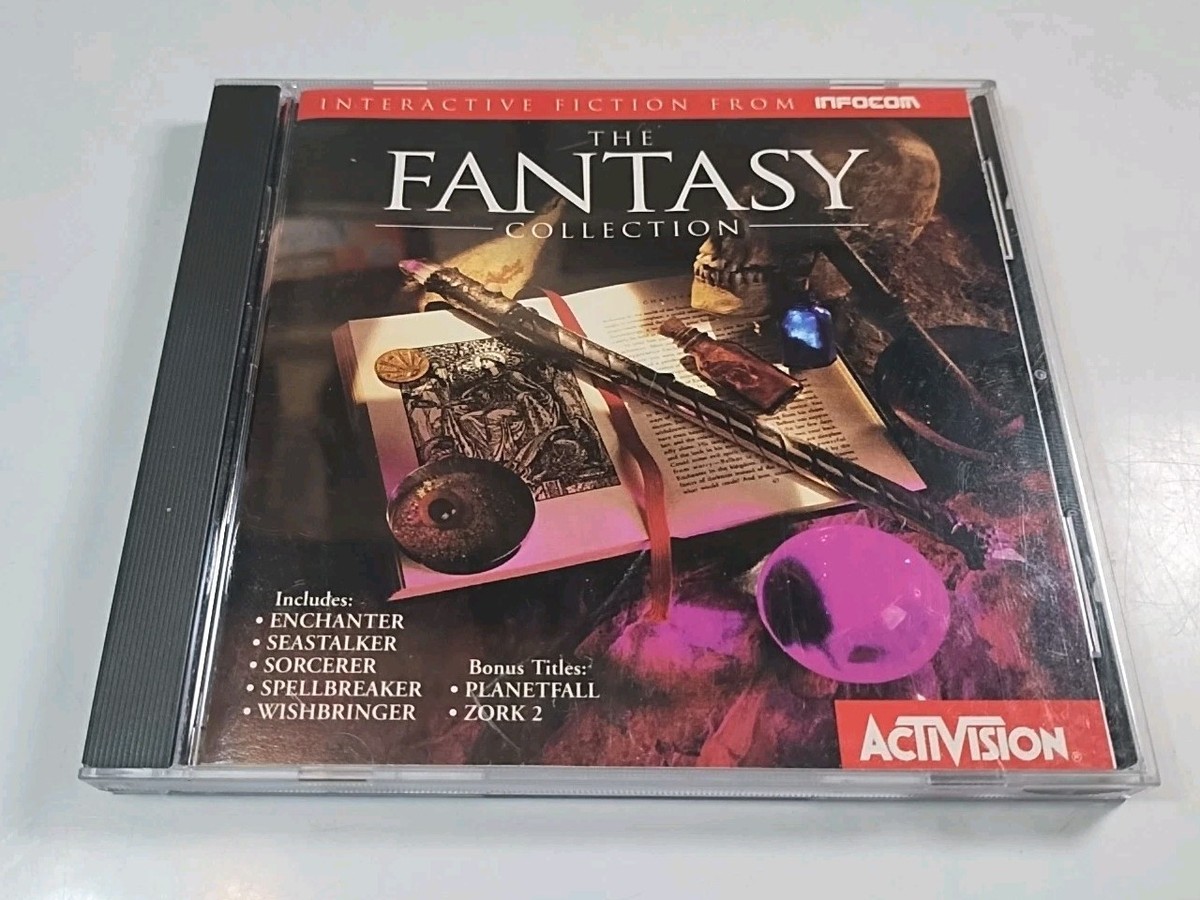 INTERACTIVE FICTION FROM INFOCOM
THE
FANTASY
COLLECTION
Includes:
• ENCHANTER
• SEASTALKER
• SORCERER
• SPELLBREAKER
• WISHBRINGER
Bonus Titles:
• PLANETFALL
• ZORK 2
ACTIVISION®